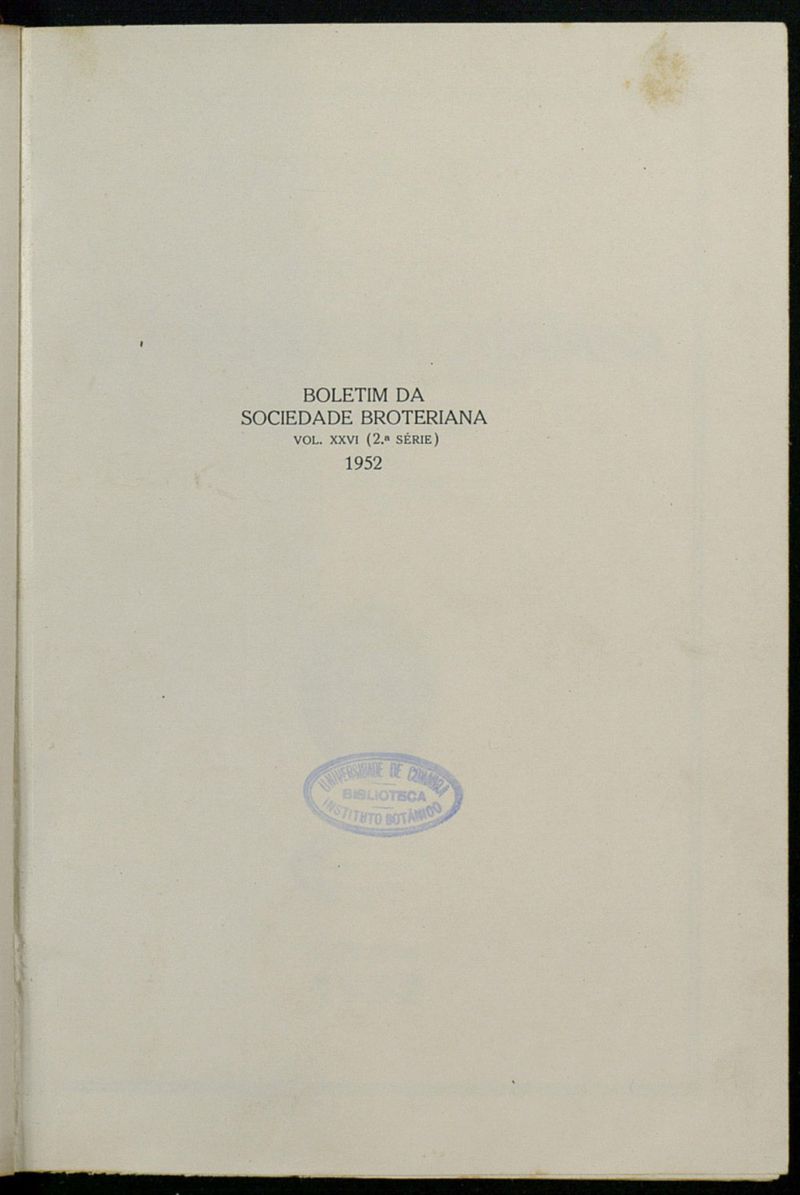 BOLETIM DA
SOCIEDADE BROTERIANA
VOL. XXVI (2.ª SÉRIE)
1952
UNIVERSIDADE DE COIMBRA
BIBLIOTECA
INSTITUTO BOTÂNICO